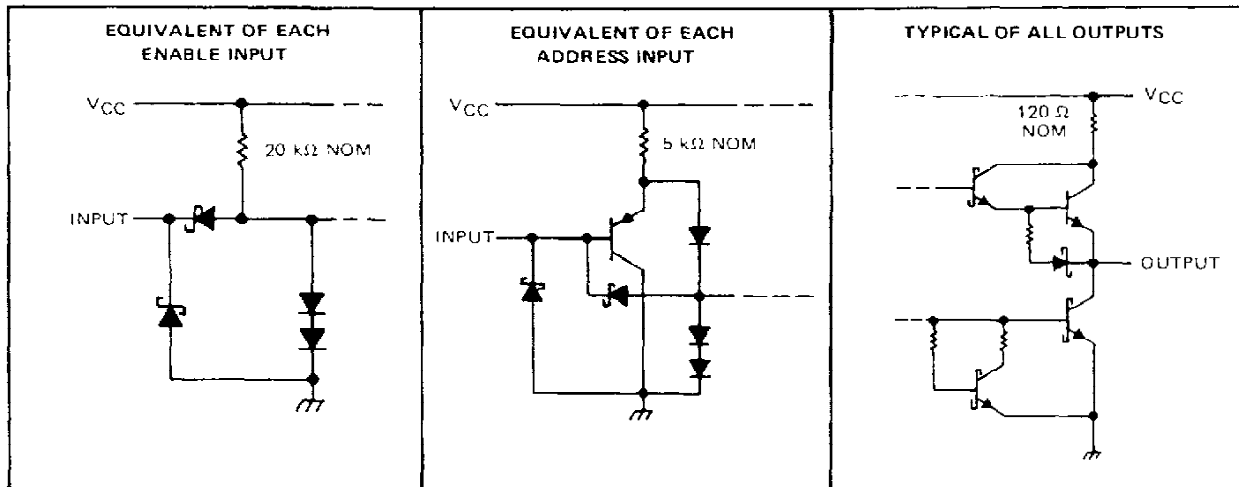 EQUIVALENT OF EACH
ENABLE INPUT
VCC
20 kΩ NOM
INPUT
EQUIVALENT OF EACH
ADDRESS INPUT
VCC
5 kΩ NOM
INPUT
TYPICAL OF ALL OUTPUTS
VCC
120 Ω
NOM
OUTPUT